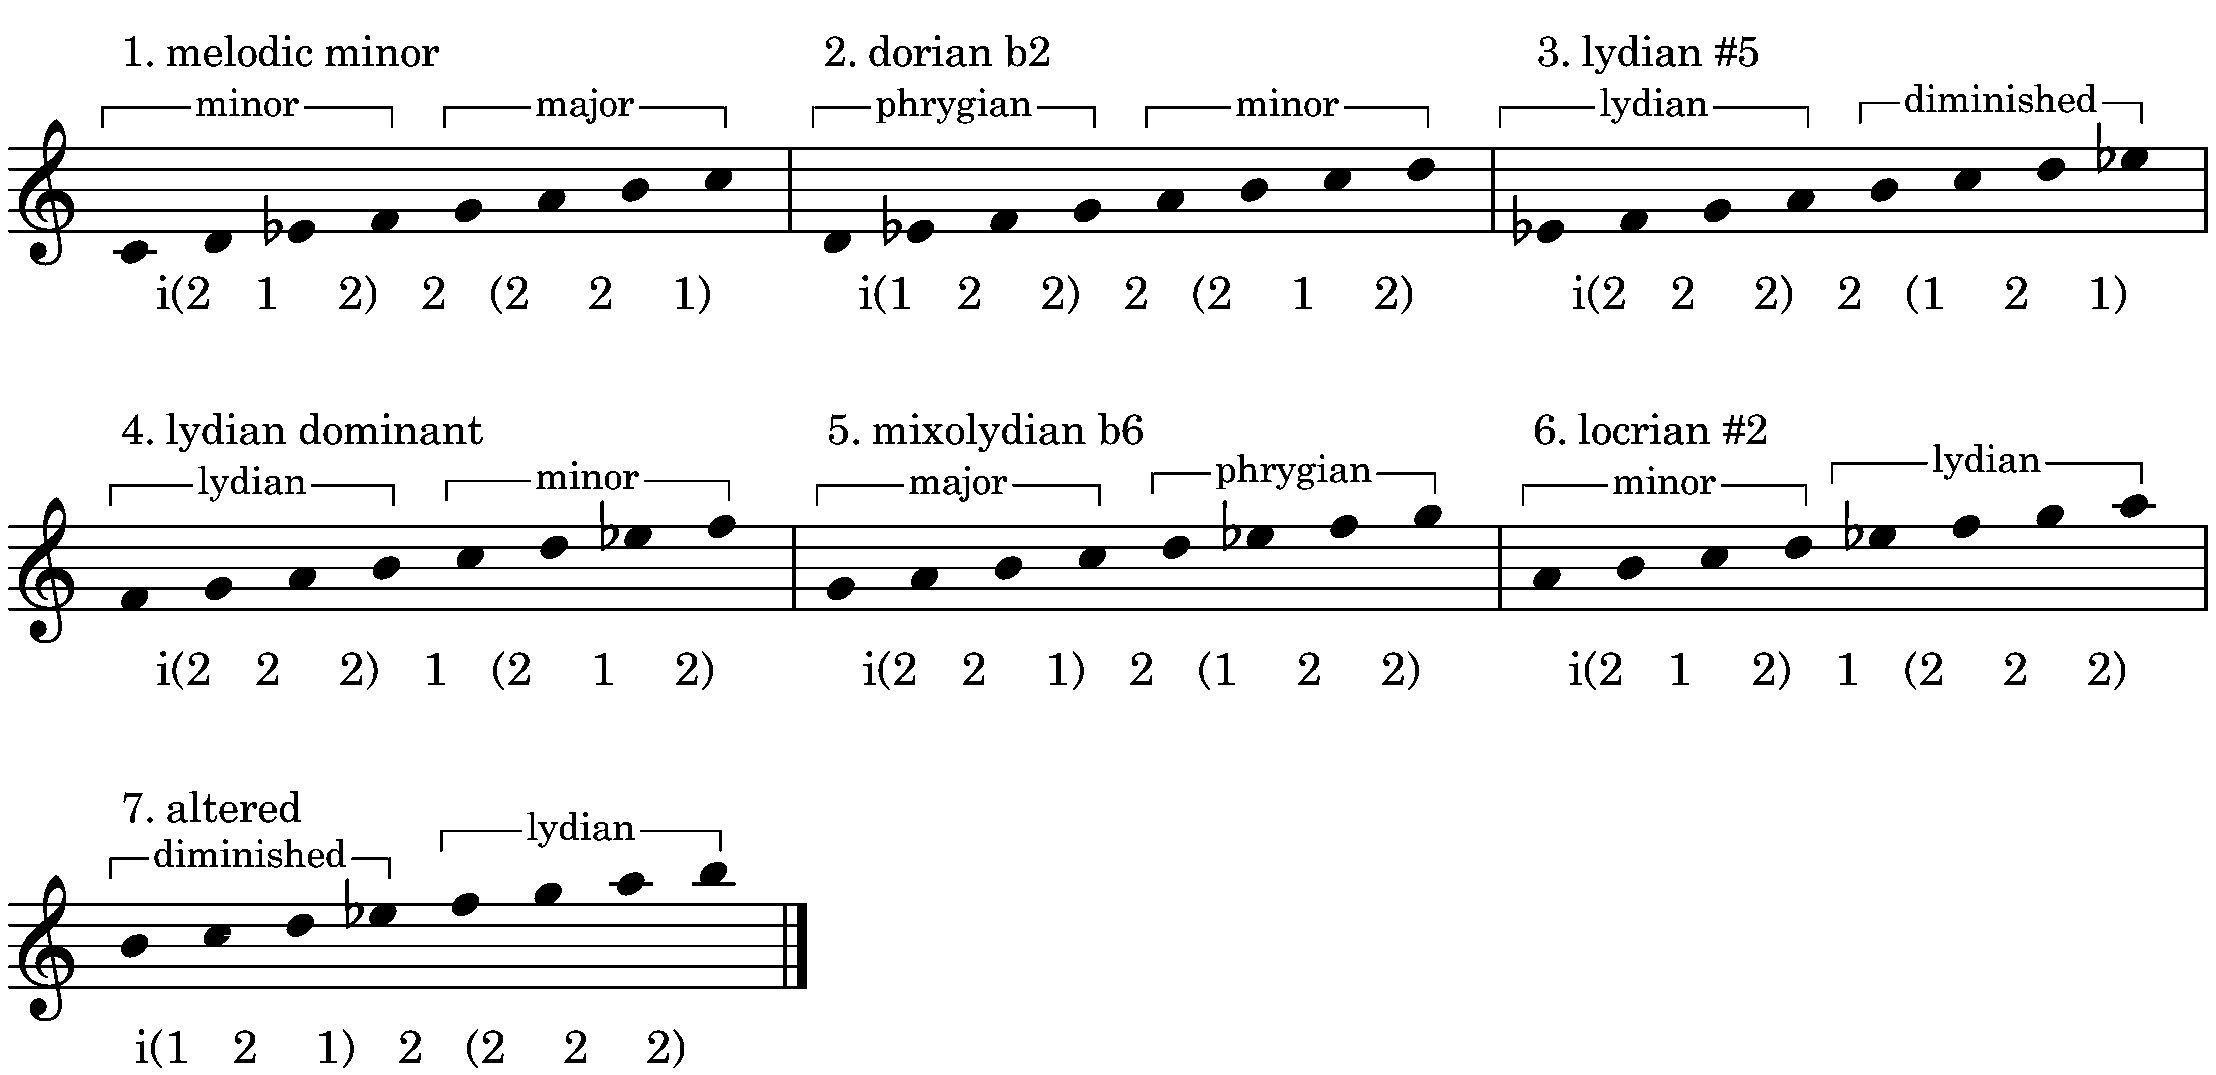 1. melodic minor 2. dorian b2 3. lydian #5
minor major phrygian minor lydian diminished
i(2 1 2) 2 (2 2 1) i(1 2 2) 2 (2 1 2) i(2 2 2) 2 (1 2 1)
4. lydian dominant 5. mixolydian b6 6. locrian #2
lydian minor major phrygian minor lydian
i(2 2 2) 1 (2 1 2) i(2 2 1) 2 (1 2 2) i(2 1 2) 1 (2 2 2)
7. altered
diminished lydian
i(1 2 1) 2 (2 2 2)